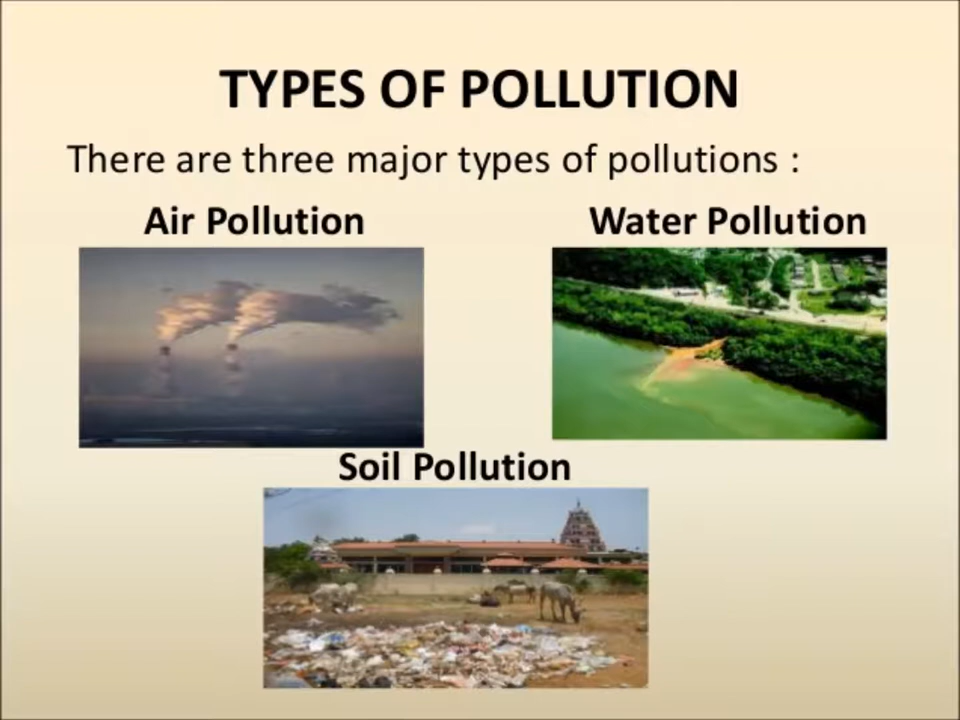 TYPES OF POLLUTION
There are three major types of pollutions :
Air Pollution
Water Pollution
Soil Pollution